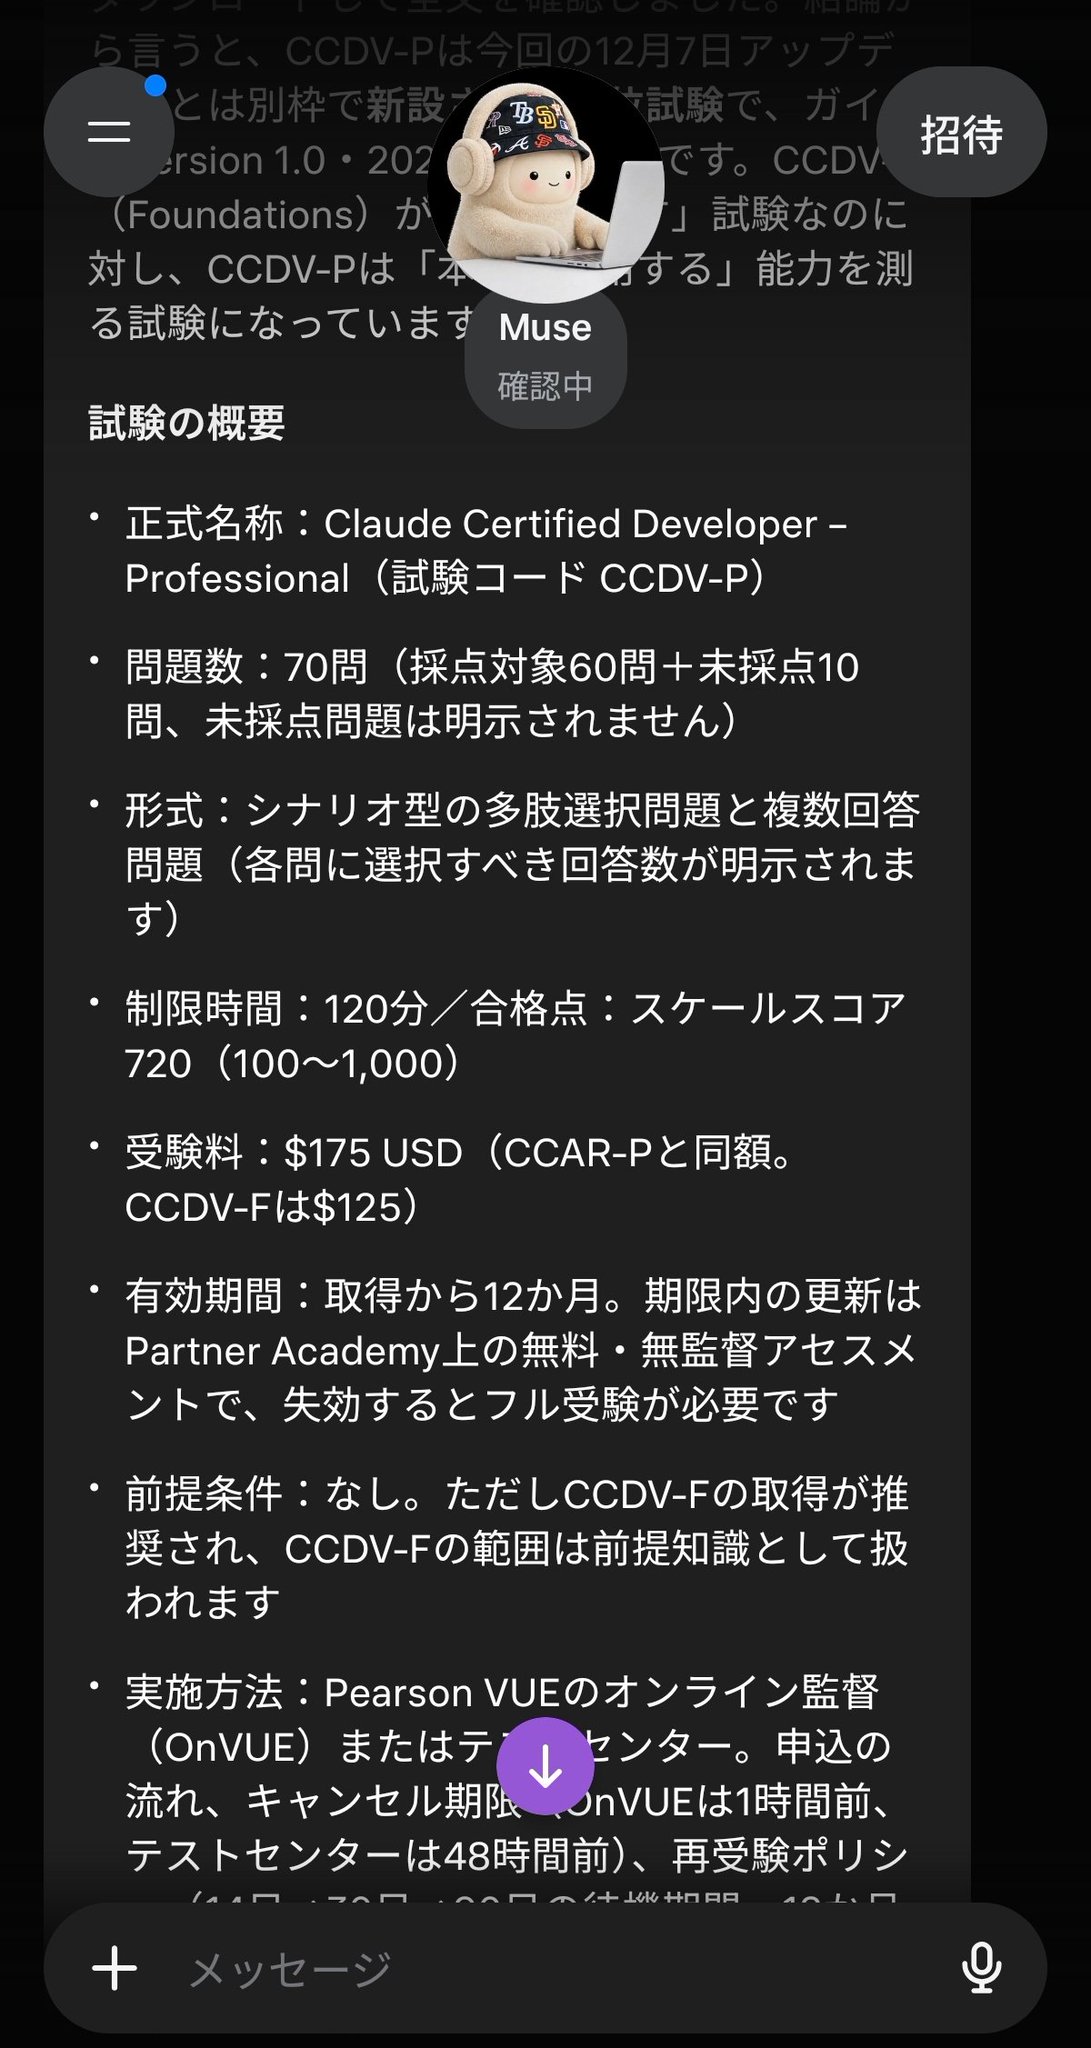 ら言うと、CCDV-Pは今回の12月7日アップデ
とは別枠で新設 試験で、ガイ
ersion 1.0・202 です。CCDV-
招待
（Foundations）が 」試験なのに
対し、CCDV-Pは「本 する」能力を測
る試験になっています
Muse
確認中
試験の概要
• 正式名称：Claude Certified Developer –
Professional（試験コード CCDV-P）
• 問題数：70問（採点対象60問＋未採点10
問、未採点問題は明示されません）
• 形式：シナリオ型の多肢選択問題と複数回答
問題（各問に選択すべき回答数が明示されま
す）
• 制限時間：120分／合格点：スケールスコア
720（100〜1,000）
• 受験料：$175 USD（CCAR-Pと同額。
CCDV-Fは$125）
• 有効期間：取得から12か月。期限内の更新は
Partner Academy上の無料・無監督アセスメ
ントで、失効するとフル受験が必要です
• 前提条件：なし。ただしCCDV-Fの取得が推
奨され、CCDV-Fの範囲は前提知識として扱
われます
• 実施方法：Pearson VUEのオンライン監督
（OnVUE）またはテ センター。申込の
流れ、キャンセル期限（OnVUEは1時間前、
テストセンターは48時間前）、再受験ポリシ
メッセージ